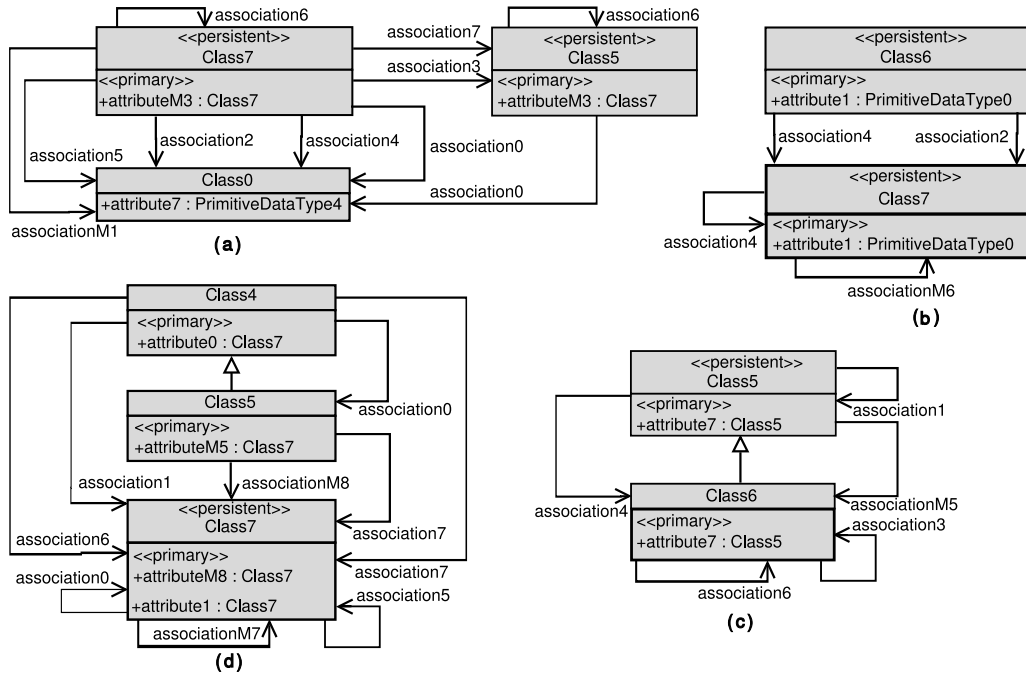 association6
<<persistent>>
Class7
<<primary>>
+attributeM3 : Class7
association7
association3
association6
<<persistent>>
Class5
<<primary>>
+attributeM3 : Class7
association5
association2
association4
association0
Class0
+attribute7 : PrimitiveDataType4
association0
associationM1
(a)
<<persistent>>
Class6
<<primary>>
+attribute1 : PrimitiveDataType0
association4
association2
<<persistent>>
Class7
<<primary>>
+attribute1 : PrimitiveDataType0
association4
associationM6
(b)
Class4
<<primary>>
+attribute0 : Class7
Class5
association0
<<primary>>
+attributeM5 : Class7
association1
associationM8
<<persistent>>
Class7
association7
association6
<<primary>>
+attributeM8 : Class7
association7
association0
association5
+attribute1 : Class7
associationM7
(d)
<<persistent>>
Class5
<<primary>>
+attribute7 : Class5
association1
Class6
association4
associationM5
<<primary>>
+attribute7 : Class5
association3
association6
(c)